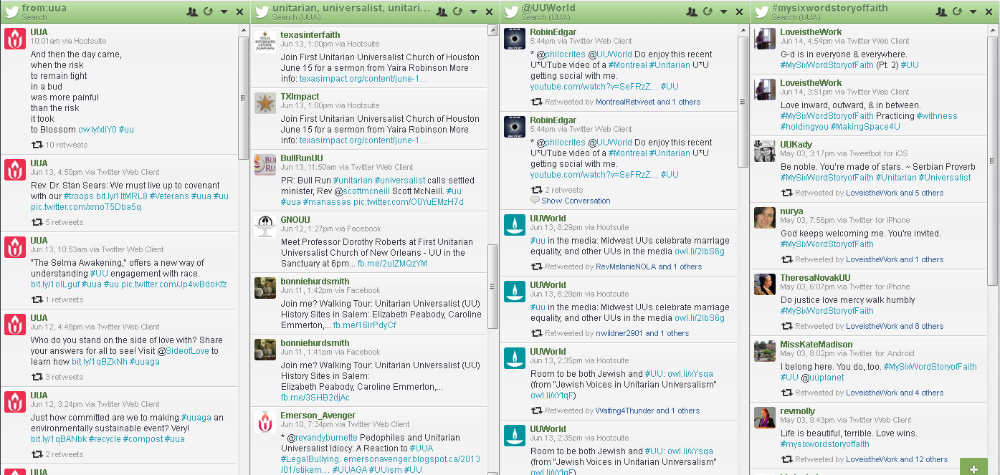 from:uua
Search (UUA)
UUA
10:01am via Hootsuite
And then the day came,
when the risk
to remain tight
in a bud
was more painful
than the risk
it took
to Blossom ow.ly/xIiY0 #uu
10 retweets
UUA
Jun 13, 4:50pm via Twitter Web Client
Rev. Dr. Stan Sears: We must live up to covenant
with our #troops bit.ly/1ItMRL8 #Veterans #uua #uu
pic.twitter.com/xmoT5Dba5q
5 retweets
UUA
Jun 13, 10:53am via Twitter Web Client
"The Selma Awakening," offers a new way of
understanding #UU engagement with race.
bit.ly/1oILguf #uua #uu pic.twitter.com/Jp4wBdoKfz
1 retweets
UUA
Jun 12, 4:48pm via Twitter Web Client
Who do you stand on the side of love with? Share
your answers for all to see! Visit @SideofLove to
learn how bit.ly/1qBZkNh #uuaga
3 retweets
UUA
Jun 12, 3:24pm via Twitter Web Client
Just how committed are we to making #uuaga an
environmentally sustainable event? Very!
bit.ly/1qBANbk #recycle #compost #uua
2 retweets
UUA
unitarian, universalist, unitari...
Search (UUA)
texasinterfaith
Jun 13, 1:00pm via Hootsuite
Join First Unitarian Universalist Church of Houston
June 15 for a sermon from Yaira Robinson More
info: texasimpact.org/content/june-1...
TXImpact
Jun 13, 1:00pm via Hootsuite
Join First Unitarian Universalist Church of Houston
June 15 for a sermon from Yaira Robinson More
info: texasimpact.org/content/june-1...
BullRunUU
Jun 13, 11:50am via Twitter Web Client
PR: Bull Run #unitarian #universalist calls settled
minister, Rev @scottmcneill Scott McNeill. #uu
#uua #manassas pic.twitter.com/O0YuEMzH7d
GNOUU
Jun 12, 1:27pm via Facebook
Meet Professor Dorothy Roberts at First Unitarian
Universalist Church of New Orleans - UU in the
Sanctuary at 6pm... fb.me/2uIZMQzYM
bonniehurdsmith
Jun 11, 1:42pm via Facebook
Join me? Walking Tour: Unitarian Universalist (UU)
History Sites in Salem: Elizabeth Peabody, Caroline
Emmerton,... fb.me/16IrPdyCf
bonniehurdsmith
Jun 11, 1:41pm via Facebook
Join me? Walking Tour: Unitarian Universalist (UU)
History Sites in Salem:
Elizabeth Peabody, Caroline Emmerton,...
fb.me/3SHB2djAc
Emerson_Avenger
Jun 10, 7:34pm via Twitter Web Client
* @revandyburnette Pedophiles and Unitarian
Universalist Idiocy: A Reaction to #UUA
#LegalBullying. emersonavenger.blogspot.ca/2013
/01/stikem... #UUAGA #UUism #UU
@UUWorld
Search (UUA)
RobinEdgar
5:44pm via Twitter Web Client
* @philocrites @UUWorld Do enjoy this recent
U*UTube video of a #Montreal #Unitarian U*U
getting social with me.
youtube.com/watch?v=SeFRzZ... #UU
Retweeted by MontrealRetweet and 1 others
RobinEdgar
5:44pm via Twitter Web Client
* @philocrites @UUWorld Do enjoy this recent
U*UTube video of a #Montreal #Unitarian U*U
getting social with me.
youtube.com/watch?v=SeFRzZ... #UU
2 retweets
Show Conversation
UUWorld
Jun 13, 8:29pm via Hootsuite
#uu in the media: Midwest UUs celebrate marriage
equality, and other UUs in the media owl.li/2IbS6g
Retweeted by RevMelanieNOLA and 1 others
UUWorld
Jun 13, 8:29pm via Hootsuite
#uu in the media: Midwest UUs celebrate marriage
equality, and other UUs in the media owl.li/2IbS6g
Retweeted by nwildner2901 and 1 others
UUWorld
Jun 13, 2:35pm via Hootsuite
Room to be both Jewish and #UU: owl.li/xYsqa
(from "Jewish Voices in Unitarian Universalism"
owl.li/xYtqF)
Retweeted by Waiting4Thunder and 1 others
UUWorld
Jun 13, 2:35pm via Hootsuite
Room to be both Jewish and #UU: owl.li/xYsqa
(from "Jewish Voices in Unitarian Universalism"
owl.li/xYtqF)
#mysixwordstoryoffaith
Search (UUA)
LoveistheWork
Jun 14, 4:54pm via Twitter Web Client
G-d is in everyone & everywhere.
#MySixWordStoryofFaith (Pt. 2) #UU
LoveistheWork
Jun 14, 3:51pm via Twitter Web Client
Love inward, outward, & in between.
#MySixWordStoryofFaith Practicing #withness
#holdingyou #MakingSpace4U
UUKady
May 03, 3:17pm via Tweetbot for iOS
Be noble. You're made of stars. ~ Serbian Proverb
#MySixWordStoryofFaith #Unitarian #Universalist
Retweeted by LoveistheWork and 5 others
nurya
May 03, 7:56pm via Twitter for iPhone
God keeps welcoming me. You're invited.
#MySixWordStoryofFaith
Retweeted by LoveistheWork and 1 others
TheresaNovakUU
May 03, 6:07pm via Twitter for iPhone
Do justice love mercy walk humbly
#MySixWordStoryofFaith
Retweeted by LoveistheWork and 8 others
MissKateMadison
May 03, 8:02pm via Twitter for Android
I belong here. You do, too. #MySixWordStoryofFaith
#UU @uuplanet
Retweeted by LoveistheWork and 4 others
revmolly
May 03, 9:43pm via Twitter Web Client
Life is beautiful, terrible. Love wins.
#mysixwordstoryoffaith
Retweeted by LoveistheWork and 12 others